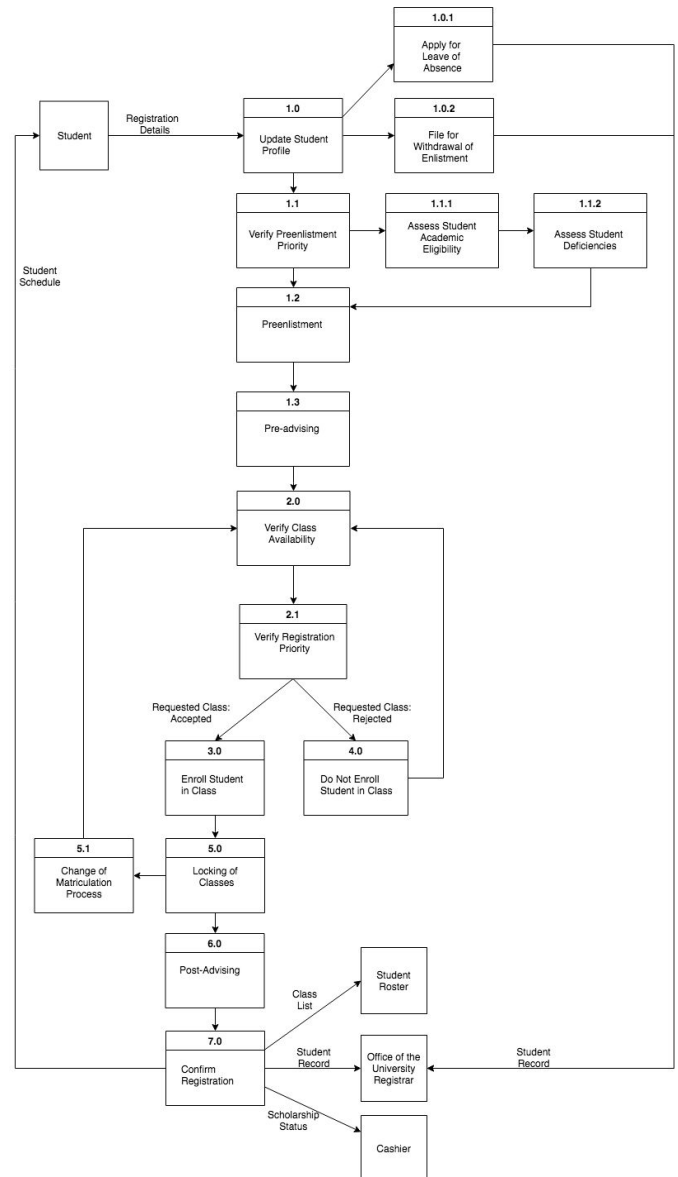 1.0.1
Apply for
Leave of
Absence
1.0
Update Student
Profile
1.0.2
File for
Withdrawal of
Enlistment
Student
Registration
Details
1.1
Verify Preenlistment
Priority
1.1.1
Assess Student
Academic
Eligibility
1.1.2
Assess Student
Deficiencies
Student
Schedule
1.2
Preenlistment
1.3
Pre-advising
2.0
Verify Class
Availability
2.1
Verify Registration
Priority
Requested Class:
Accepted
Requested Class:
Rejected
3.0
Enroll Student
in Class
4.0
Do Not Enroll
Student in Class
5.1
Change of
Matriculation
Process
5.0
Locking of
Classes
6.0
Post-Advising
Class
List
Student
Roster
7.0
Confirm
Registration
Student
Record
Office of the
University
Registrar
Student
Record
Scholarship
Status
Cashier